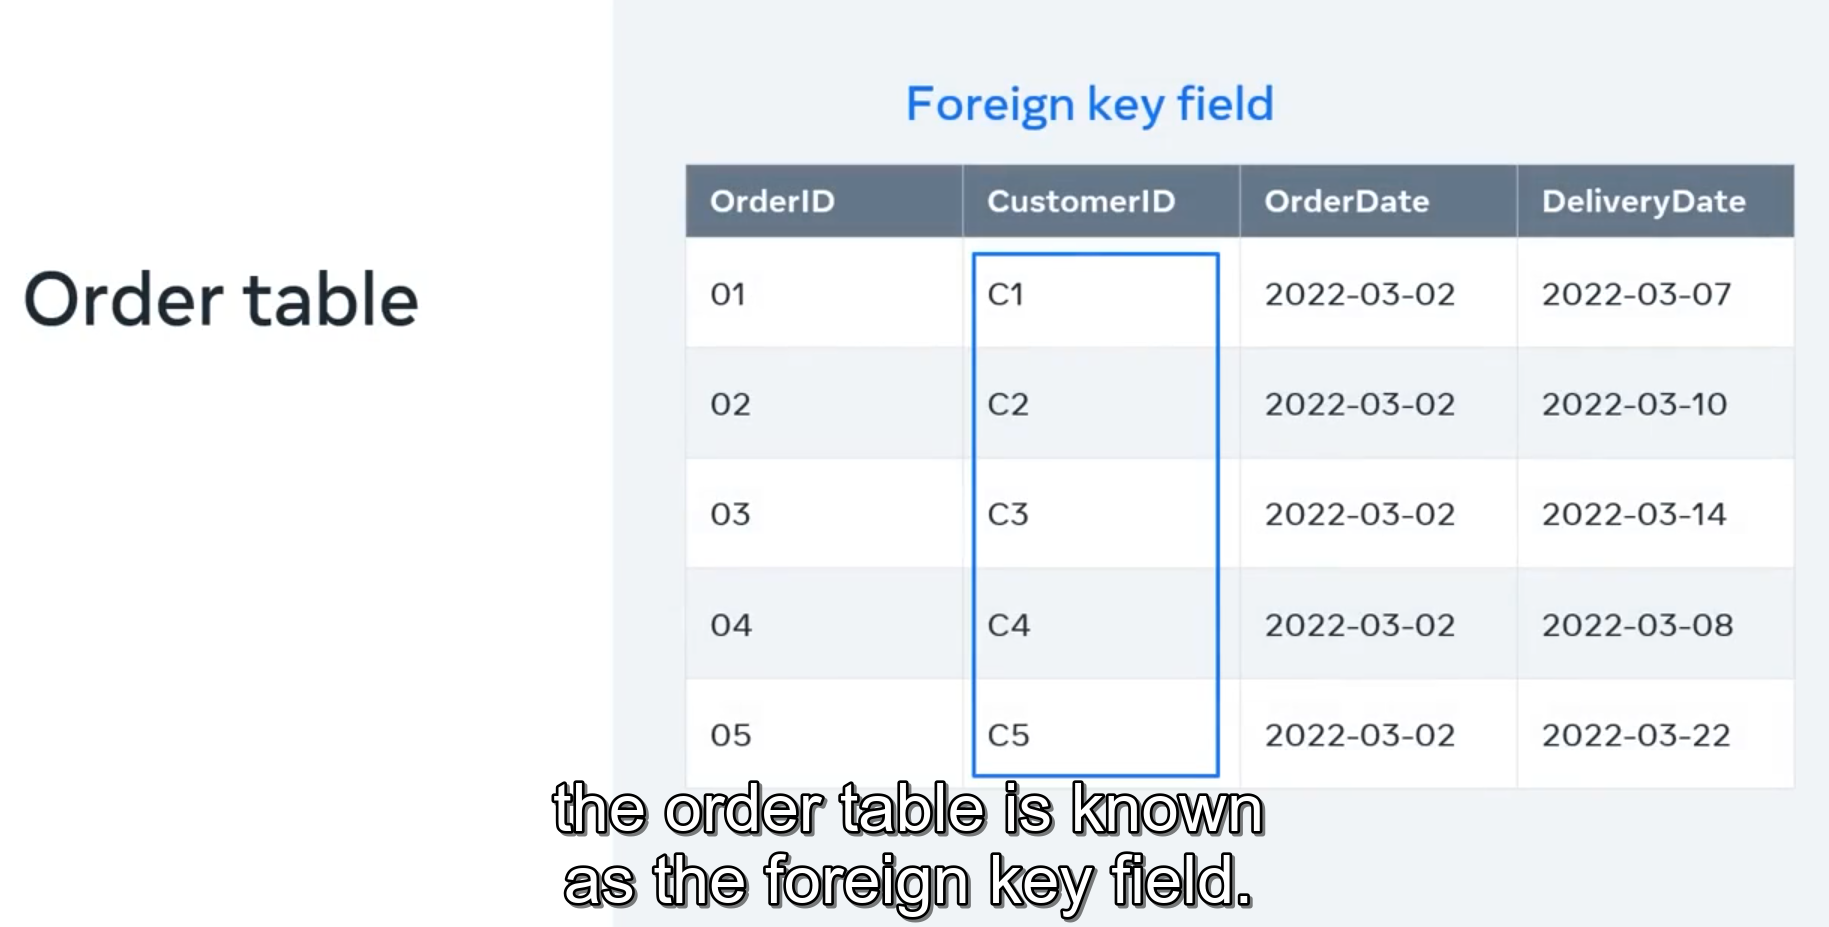 Foreign key field
Order table
OrderID CustomerID OrderDate DeliveryDate
01 C1 2022-03-02 2022-03-07
02 C2 2022-03-02 2022-03-10
03 C3 2022-03-02 2022-03-14
04 C4 2022-03-02 2022-03-08
05 C5 2022-03-02 2022-03-22
the order table is known
as the foreign key field.